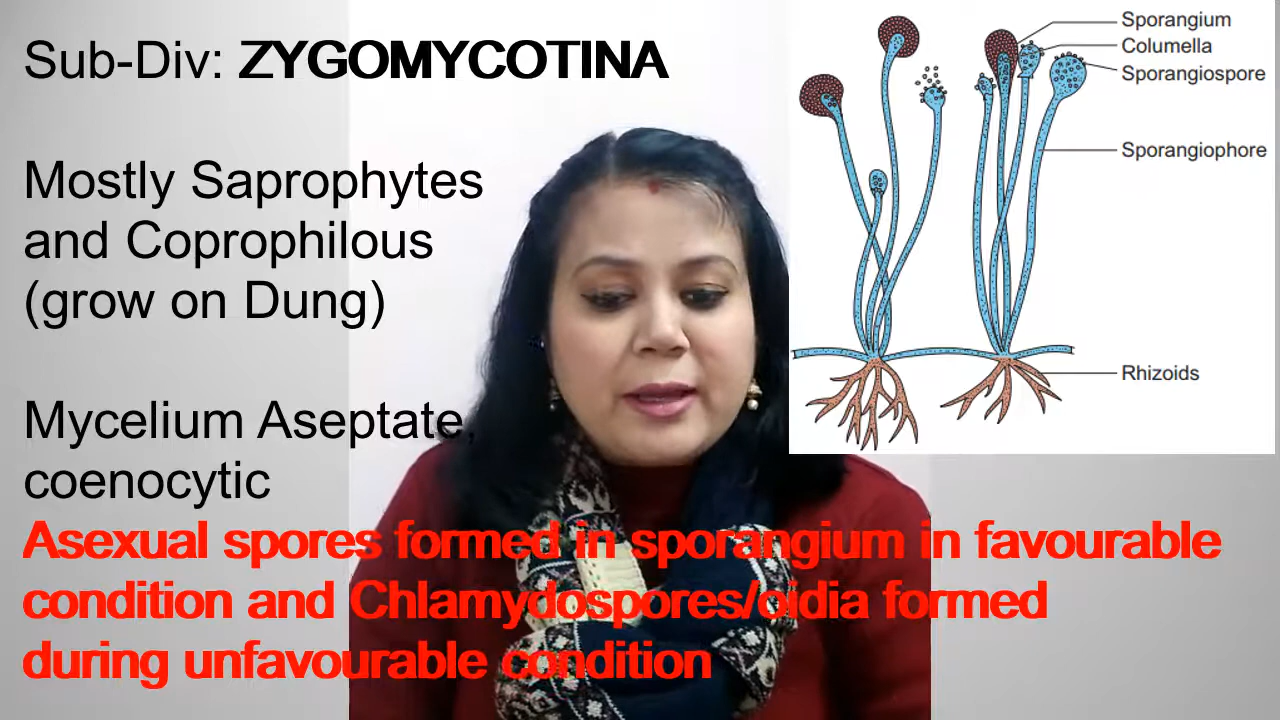 Sub-Div: ZYGOMYCOTINA
Mostly Saprophytes
and Coprophilous
(grow on Dung)
Mycelium Aseptate,
coenocytic
Asexual spores formed in sporangium in favourable
condition and Chlamydospores/oidia formed
during unfavourable condition
Sporangium
Columella
Sporangiospore
Sporangiophore
Rhizoids